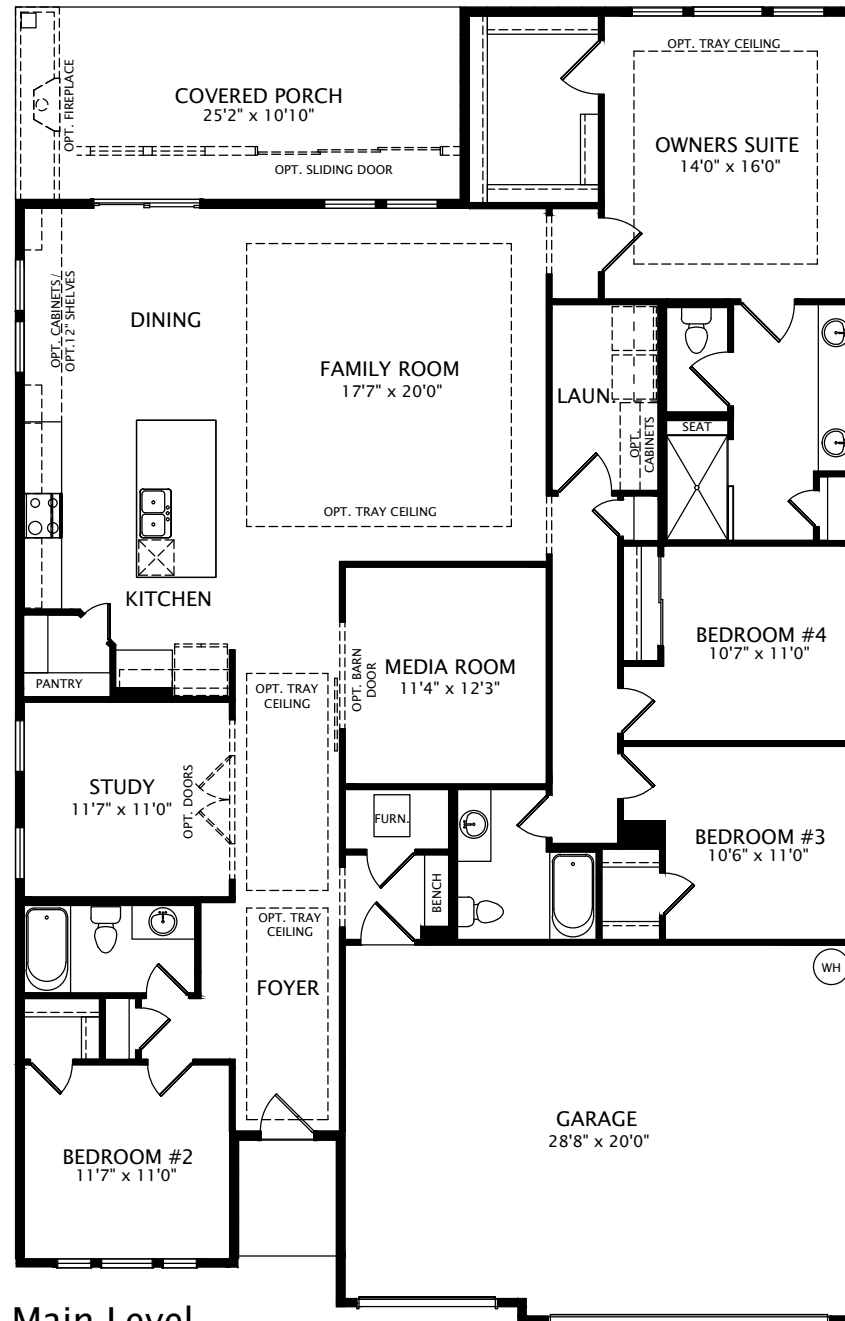 OPT. TRAY CEILING
OPT. FIREPLACE
COVERED PORCH
25'2" x 10'10"
OWNERS SUITE
14'0" x 16'0"
OPT. SLIDING DOOR
OPT. CABINETS/
OPT.12" SHELVES
DINING
FAMILY ROOM
17'7" x 20'0"
LAUN.
OPT.
CABINETS
SEAT
OPT. TRAY CEILING
KITCHEN
BEDROOM #4
10'7" x 11'0"
PANTRY
OPT. TRAY
CEILING
OPT. BARN
DOOR
MEDIA ROOM
11'4" x 12'3"
STUDY
11'7" x 11'0"
OPT. DOORS
FURN.
BEDROOM #3
10'6" x 11'0"
BENCH
OPT. TRAY
CEILING
FOYER
WH
GARAGE
28'8" x 20'0"
BEDROOM #2
11'7" x 11'0"
Main Level